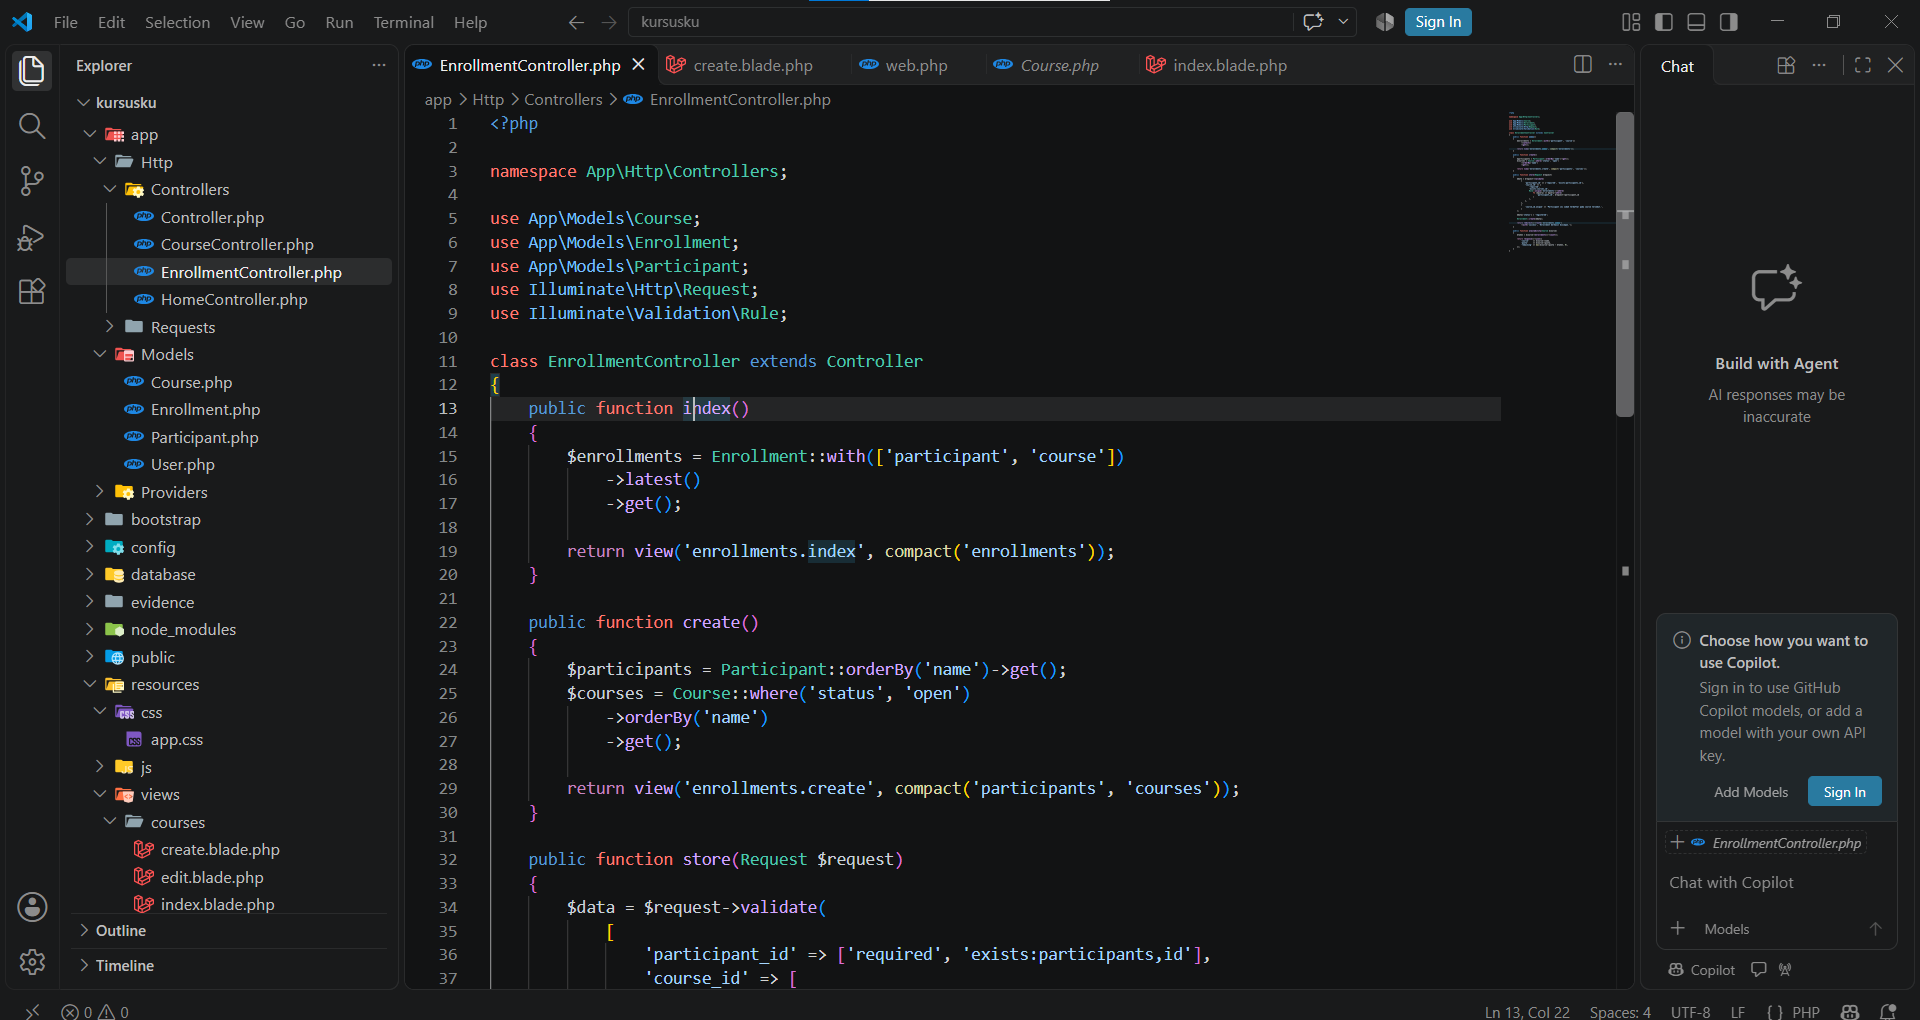 File Edit Selection View Go Run Terminal Help
kursusku
Sign In
Explorer
kursusku
app
Http
Controllers
Controller.php
CourseController.php
EnrollmentController.php
HomeController.php
Requests
Models
Course.php
Enrollment.php
Participant.php
User.php
Providers
bootstrap
config
database
evidence
node_modules
public
resources
css
app.css
js
views
courses
create.blade.php
edit.blade.php
index.blade.php
Outline
Timeline
EnrollmentController.php create.blade.php web.php Course.php index.blade.php
app > Http > Controllers > EnrollmentController.php
1 <?php
2
3 namespace App\Http\Controllers;
4
5 use App\Models\Course;
6 use App\Models\Enrollment;
7 use App\Models\Participant;
8 use Illuminate\Http\Request;
9 use Illuminate\Validation\Rule;
10
11 class EnrollmentController extends Controller
12 {
13     public function index()
14     {
15         $enrollments = Enrollment::with(['participant', 'course'])
16             ->latest()
17             ->get();
18
19         return view('enrollments.index', compact('enrollments'));
20     }
21
22     public function create()
23     {
24         $participants = Participant::orderBy('name')->get();
25         $courses = Course::where('status', 'open')
26             ->orderBy('name')
27             ->get();
28
29         return view('enrollments.create', compact('participants', 'courses'));
30     }
31
32     public function store(Request $request)
33     {
34         $data = $request->validate(
35             [
36                 'participant_id' => ['required', 'exists:participants,id'],
37                 'course_id' => [
Chat
Build with Agent
AI responses may be
inaccurate
Choose how you want to
use Copilot.
Sign in to use GitHub
Copilot models, or add a
model with your own API
key.
Add Models Sign In
EnrollmentController.php
Chat with Copilot
Models
Copilot
0 0
Ln 13, Col 22 Spaces: 4 UTF-8 LF {} PHP